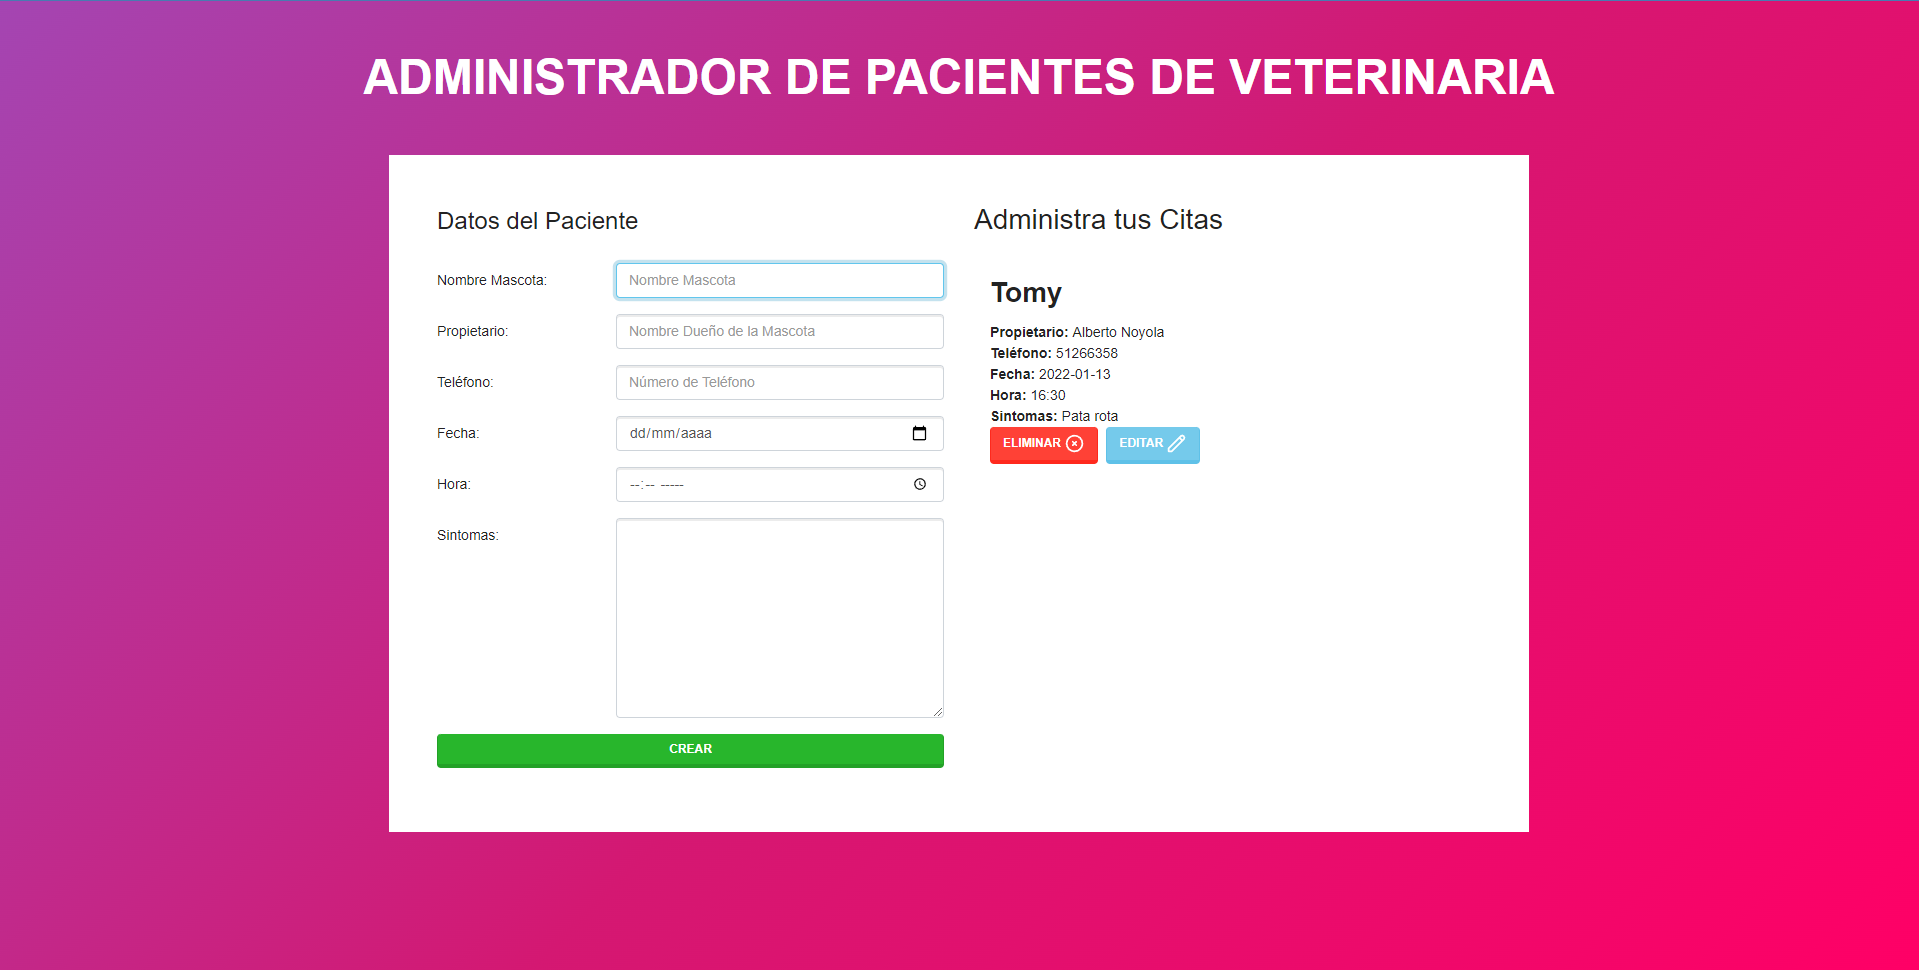 ADMINISTRADOR DE PACIENTES DE VETERINARIA
Datos del Paciente
Nombre Mascota:
Nombre Mascota
Propietario:
Nombre Dueño de la Mascota
Teléfono:
Número de Teléfono
Fecha:
dd/mm/aaaa
Hora:
--:-- -----
Sintomas:
CREAR
Administra tus Citas
Tomy
Propietario: Alberto Noyola
Teléfono: 51266358
Fecha: 2022-01-13
Hora: 16:30
Sintomas: Pata rota
ELIMINAR
EDITAR